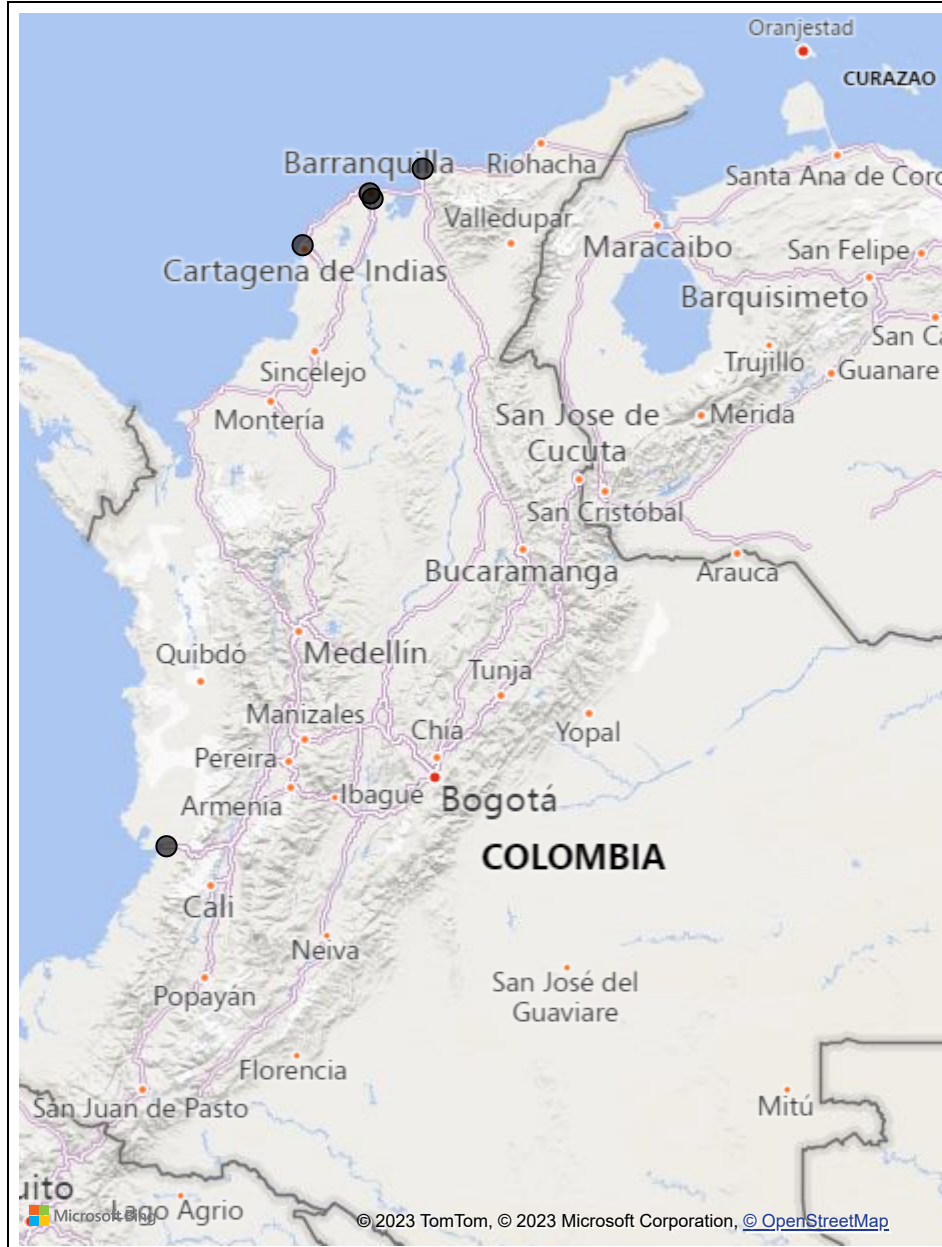 Oranjestad
CURAZAO
Barranquilla
Riohacha
Santa Ana de Coro
Valledupar
Maracaibo
San Felipe
Cartagena de Indias
Barquisimeto
San Ca
Sincelejo
Trujillo
Guanare
Montería
San Jose de
Cucuta
Mérida
San Cristóbal
Bucaramanga
Arauca
Quibdó
Medellín
Tunja
Manizales
Chía
Yopal
Pereira
Armenia
Ibagué
Bogotá
COLOMBIA
Cali
Neiva
San José del
Guaviare
Popayán
Florencia
San Juan de Pasto
Mitú
uito
Lago Agrio
Microsoft Bing
© 2023 TomTom, © 2023 Microsoft Corporation, © OpenStreetMap